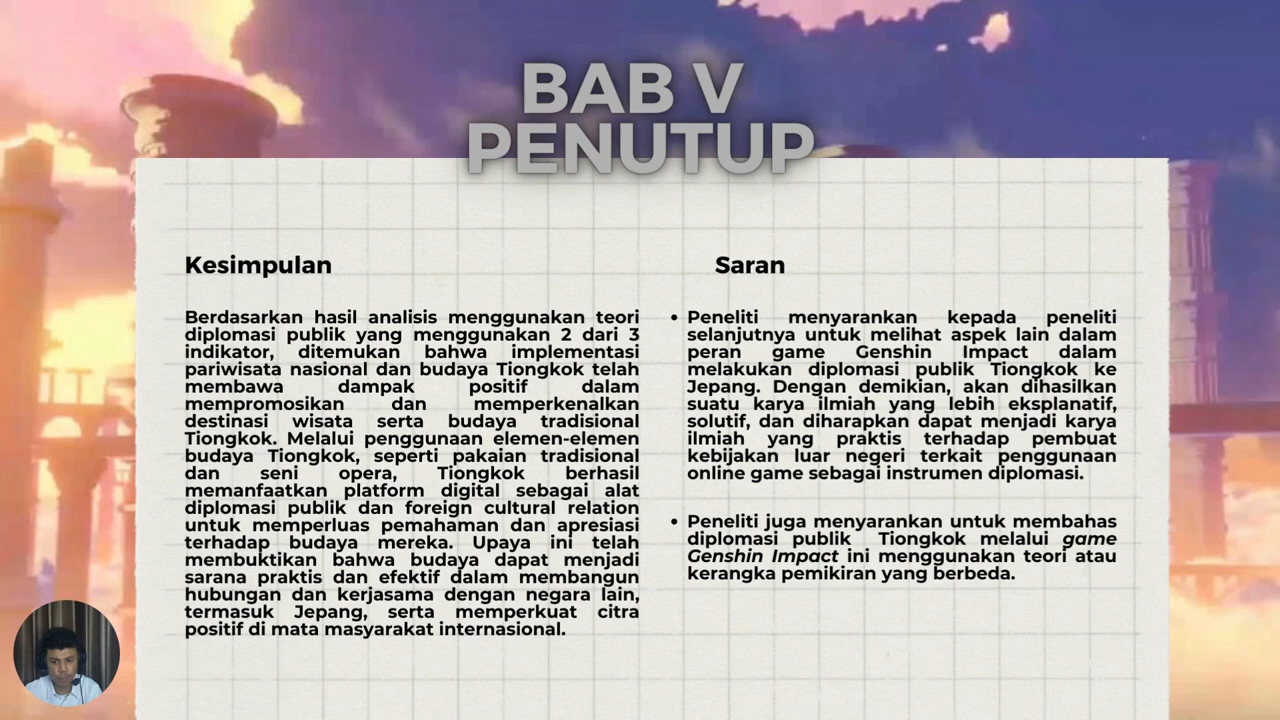 BAB V
PENUTUP
Kesimpulan
Berdasarkan hasil analisis menggunakan teori
diplomasi publik yang menggunakan 2 dari 3
indikator, ditemukan bahwa implementasi
pariwisata nasional dan budaya Tiongkok telah
membawa dampak positif dalam
mempromosikan dan memperkenalkan
destinasi wisata serta budaya tradisional
Tiongkok. Melalui penggunaan elemen-elemen
budaya Tiongkok, seperti pakaian tradisional
dan seni opera, Tiongkok berhasil
memanfaatkan platform digital sebagai alat
diplomasi publik dan foreign cultural relation
untuk memperluas pemahaman dan apresiasi
terhadap budaya mereka. Upaya ini telah
membuktikan bahwa budaya dapat menjadi
sarana praktis dan efektif dalam membangun
hubungan dan kerjasama dengan negara lain,
termasuk Jepang, serta memperkuat citra
positif di mata masyarakat internasional.
Saran
• Peneliti menyarankan kepada peneliti
selanjutnya untuk melihat aspek lain dalam
peran game Genshin Impact dalam
melakukan diplomasi publik Tiongkok ke
Jepang. Dengan demikian, akan dihasilkan
suatu karya ilmiah yang lebih eksplanatif,
solutif, dan diharapkan dapat menjadi karya
ilmiah yang praktis terhadap pembuat
kebijakan luar negeri terkait penggunaan
online game sebagai instrumen diplomasi.
• Peneliti juga menyarankan untuk membahas
diplomasi publik Tiongkok melalui game
Genshin Impact ini menggunakan teori atau
kerangka pemikiran yang berbeda.